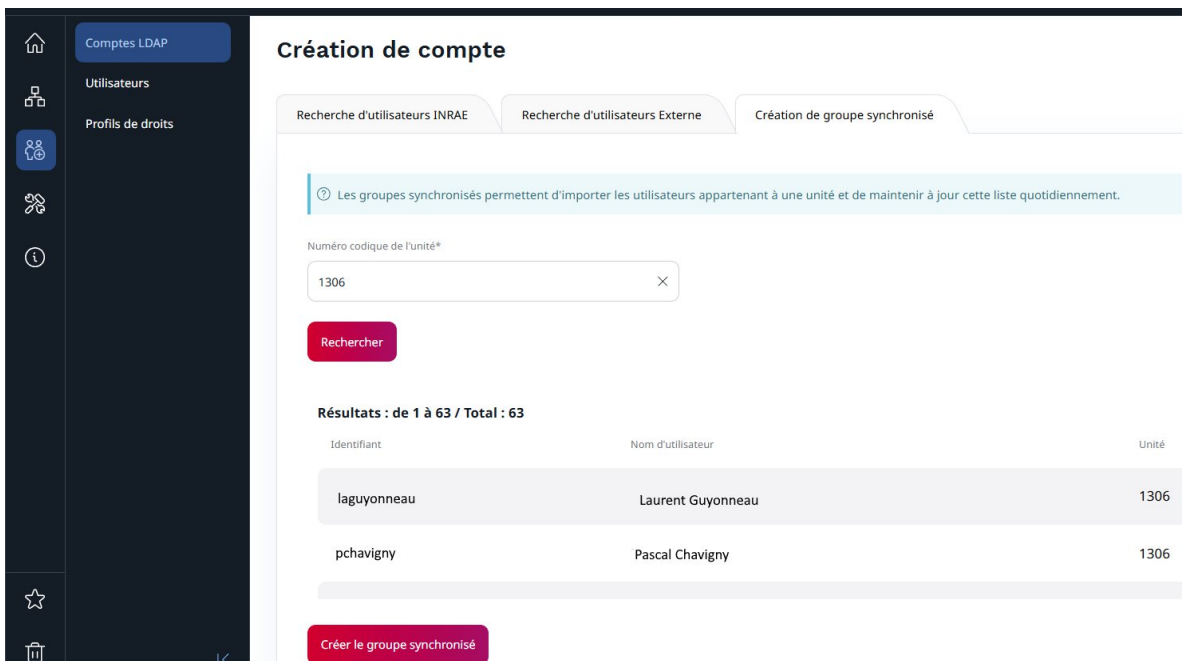 Comptes LDAP
Utilisateurs
Profils de droits
Création de compte
Recherche d'utilisateurs INRAE
Recherche d'utilisateurs Externe
Création de groupe synchronisé
Les groupes synchronisés permettent d'importer les utilisateurs appartenant à une unité et de maintenir à jour cette liste quotidiennement.
Numéro codique de l'unité*
1306
Rechercher
Résultats : de 1 à 63 / Total : 63
Identifiant Nom d'utilisateur Unité
laguyonneau Laurent Guyonneau 1306
pchavigny Pascal Chavigny 1306
Créer le groupe synchronisé